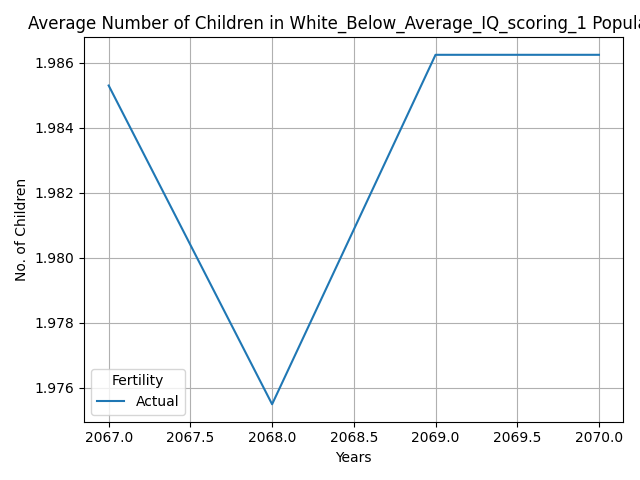 Average Number of Children in White_Below_Average_IQ_scoring_1 Popula
1.986
1.984
1.982
1.980
1.978
1.976
No. of Children
Fertility
Actual
2067.0 2067.5 2068.0 2068.5 2069.0 2069.5 2070.0
Years